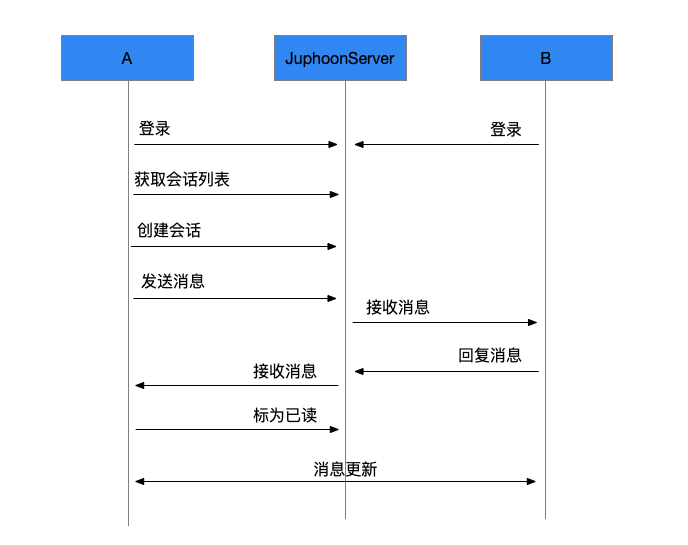 A
JuphoonServer
B
登录
登录
获取会话列表
创建会话
发送消息
接收消息
回复消息
接收消息
标为已读
消息更新